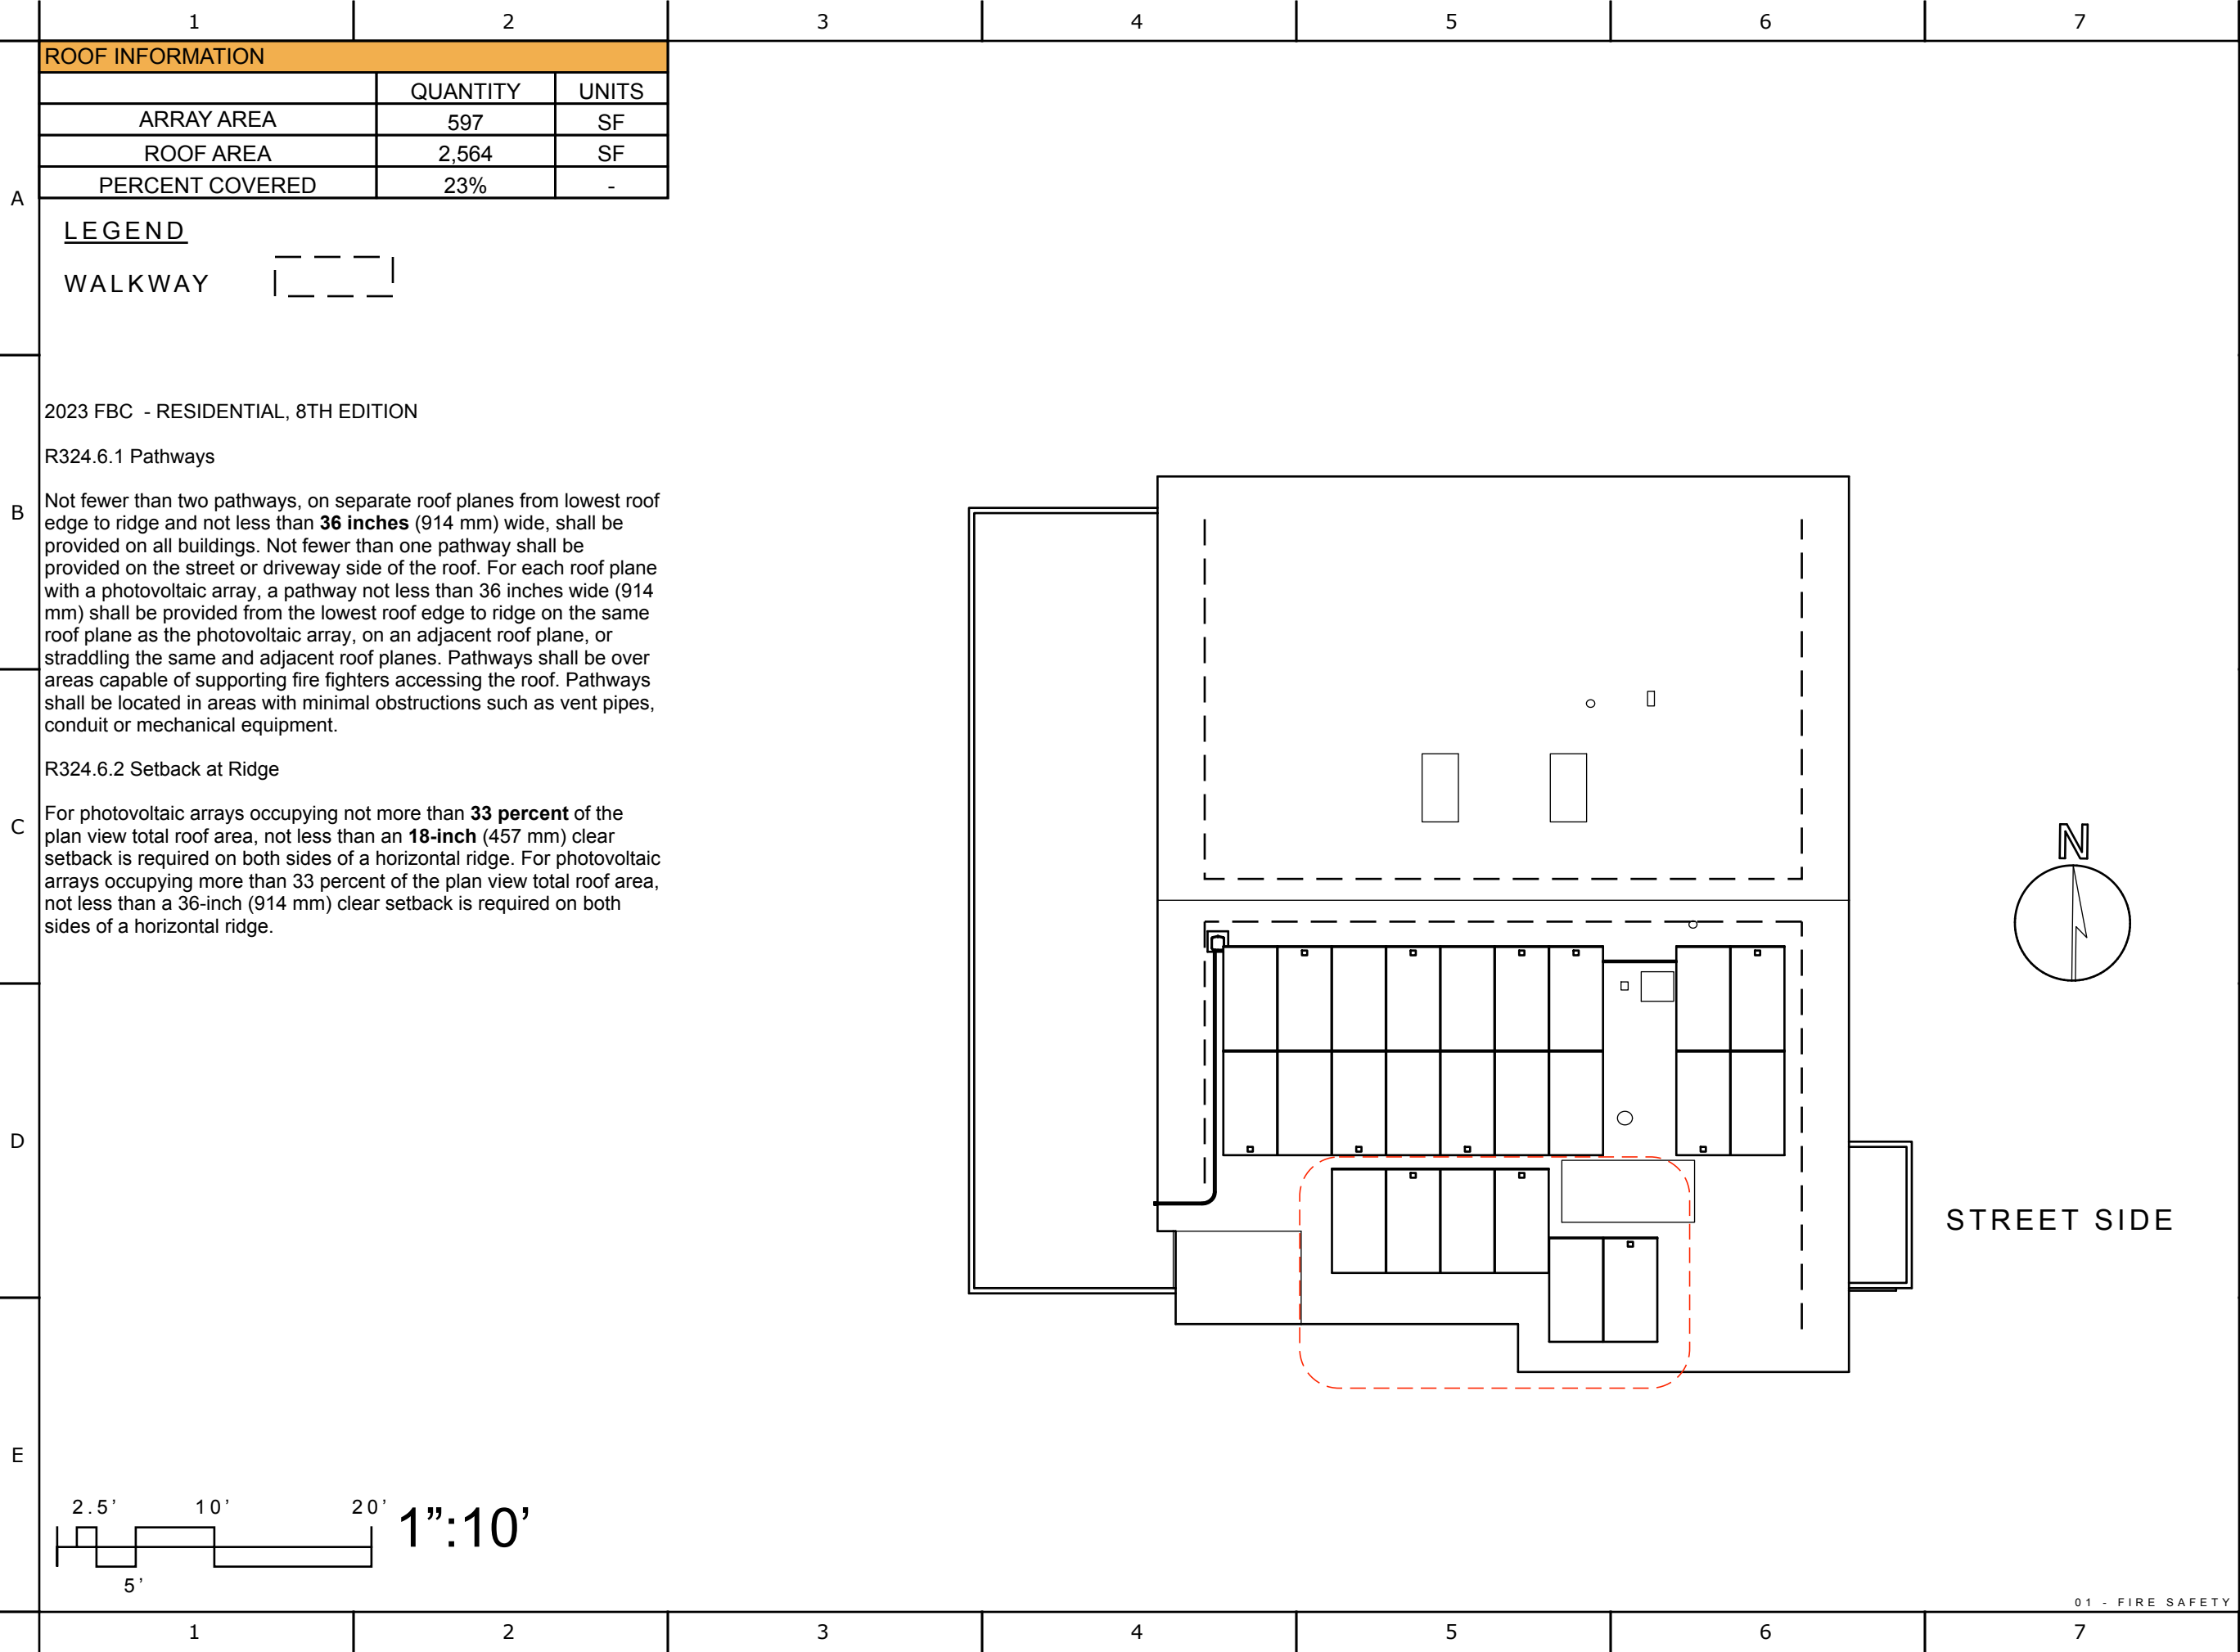 1 2 3 4 5 6 7
ROOF INFORMATION
QUANTITY UNITS
ARRAY AREA 597 SF
ROOF AREA 2,564 SF
PERCENT COVERED 23% -
A
LEGEND
WALKWAY
2023 FBC - RESIDENTIAL, 8TH EDITION
R324.6.1 Pathways
B
Not fewer than two pathways, on separate roof planes from lowest roof
edge to ridge and not less than 36 inches (914 mm) wide, shall be
provided on all buildings. Not fewer than one pathway shall be
provided on the street or driveway side of the roof. For each roof plane
with a photovoltaic array, a pathway not less than 36 inches wide (914
mm) shall be provided from the lowest roof edge to ridge on the same
roof plane as the photovoltaic array, on an adjacent roof plane, or
straddling the same and adjacent roof planes. Pathways shall be over
areas capable of supporting fire fighters accessing the roof. Pathways
shall be located in areas with minimal obstructions such as vent pipes,
conduit or mechanical equipment.
R324.6.2 Setback at Ridge
C
For photovoltaic arrays occupying not more than 33 percent of the
plan view total roof area, not less than an 18-inch (457 mm) clear
setback is required on both sides of a horizontal ridge. For photovoltaic
arrays occupying more than 33 percent of the plan view total roof area,
not less than a 36-inch (914 mm) clear setback is required on both
sides of a horizontal ridge.
N
D
STREET SIDE
E
2.5’ 10’ 20’
1”:10’
5’
01 - FIRE SAFETY
1 2 3 4 5 6 7